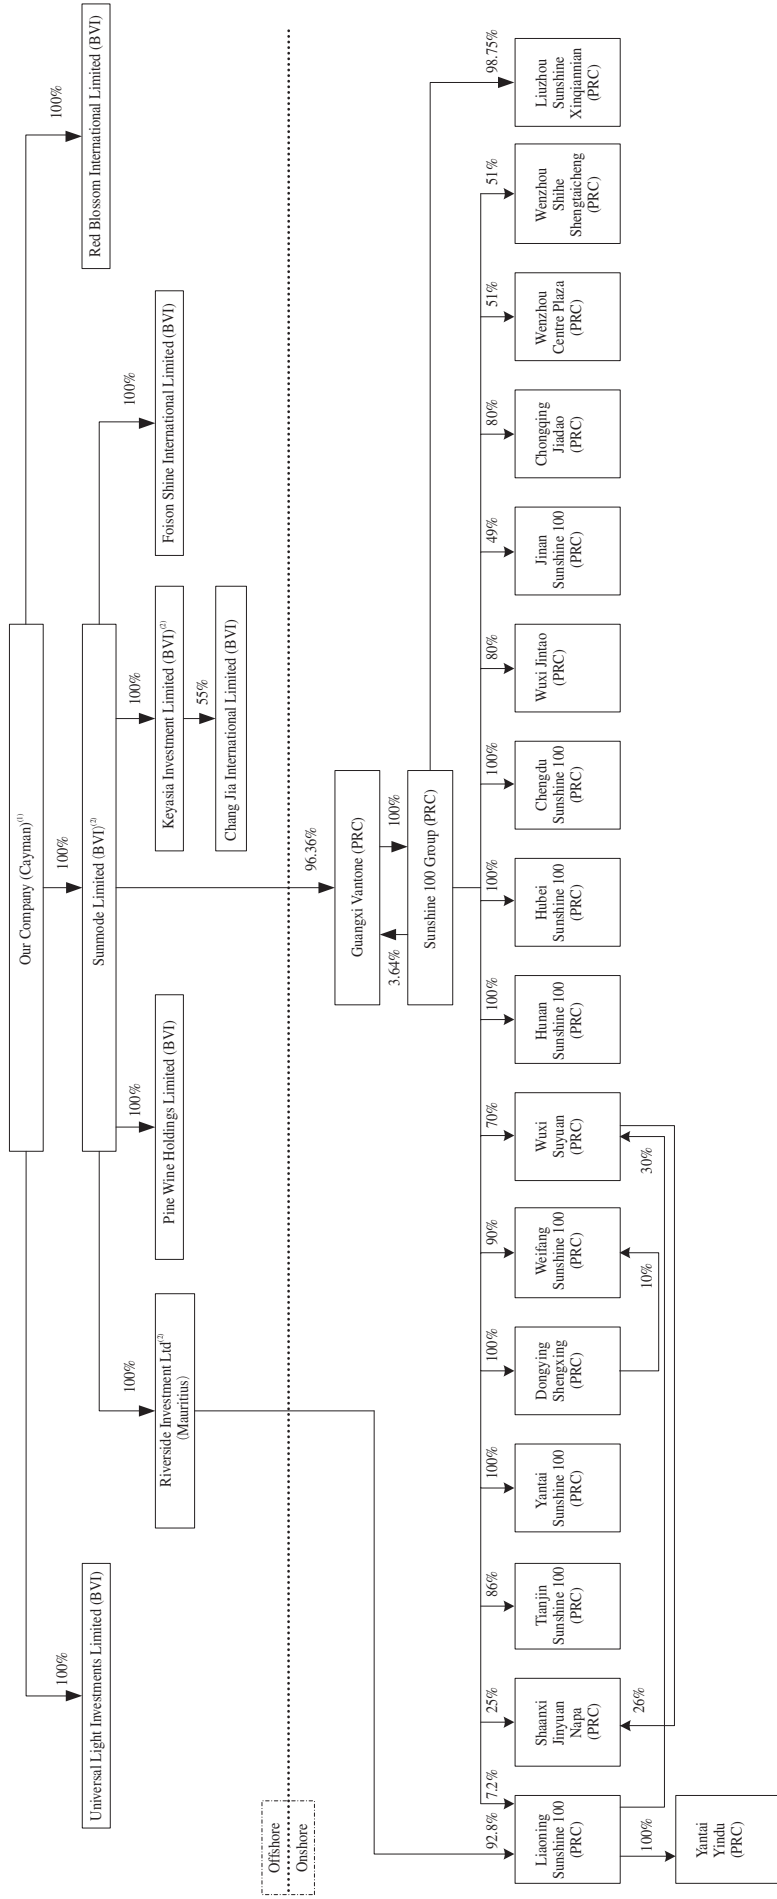 Our Company (Cayman)(1)
100%
100%
100%
Universal Light Investments Limited (BVI)
Sunmode Limited (BVI)(2)
Red Blossom International Limited (BVI)
100%
100%
100%
100%
Riverside Investment Ltd(2)
(Mauritius)
Pine Wine Holdings Limited (BVI)
Keyasia Investment Limited (BVI)(2)
Foison Shine International Limited (BVI)
55%
Chang Jia International Limited (BVI)
Offshore
Onshore
96.36%
Guangxi Vantone (PRC)
3.64%
100%
Sunshine 100 Group (PRC)
92.8%
7.2%
25%
86%
100%
100%
90%
70%
100%
100%
100%
80%
49%
80%
51%
51%
98.75%
Liaoning
Sunshine 100
(PRC)
Shaanxi
Jinyuan
Napa
(PRC)
Tianjin
Sunshine 100
(PRC)
Yantai
Sunshine 100
(PRC)
Dongying
Shengxing
(PRC)
Weifang
Sunshine 100
(PRC)
Wuxi
Suyuan
(PRC)
Hunan
Sunshine 100
(PRC)
Hubei
Sunshine 100
(PRC)
Chengdu
Sunshine 100
(PRC)
Wuxi Jintao
(PRC)
Jinan
Sunshine 100
(PRC)
Chongqing
Jiadao
(PRC)
Wenzhou
Centre Plaza
(PRC)
Wenzhou
Shihe
Shengtaicheng
(PRC)
Liuzhou
Sunshine
Xinqiannian
(PRC)
100%
26%
10%
30%
Yantai
Yindu
(PRC)